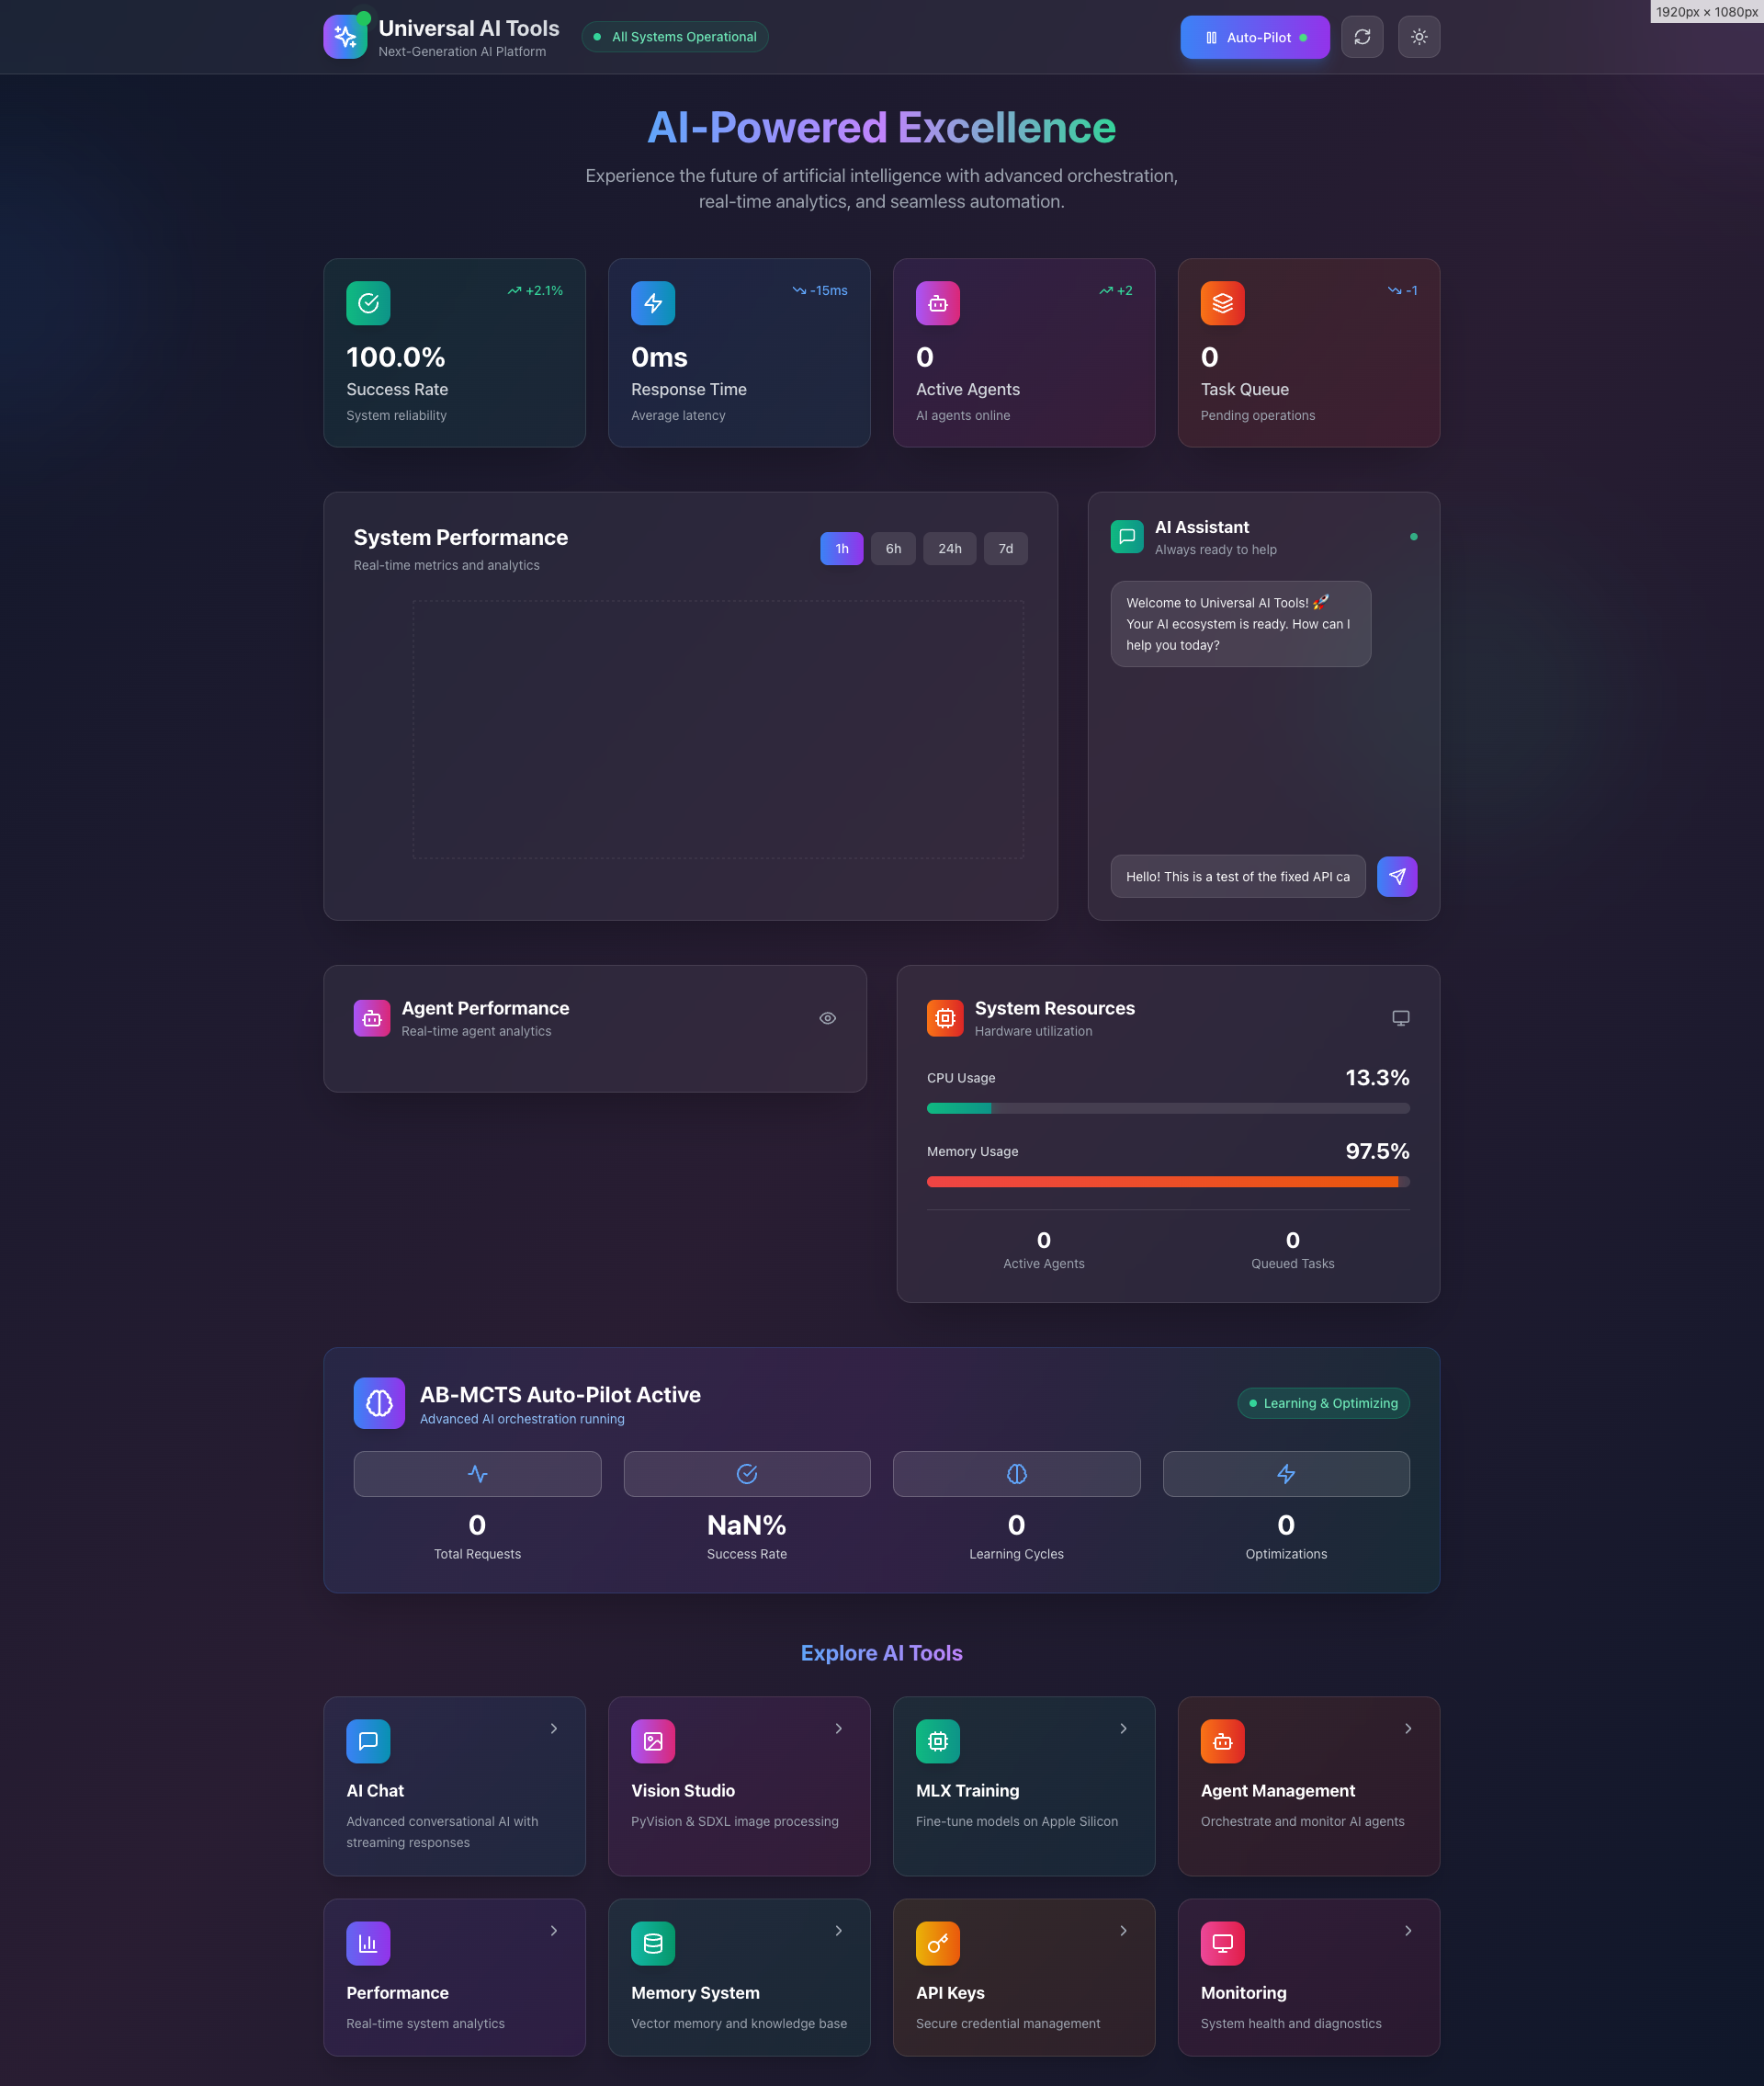 1920px × 1080px
Universal AI Tools
Next-Generation AI Platform
All Systems Operational
Auto-Pilot
AI-Powered Excellence
Experience the future of artificial intelligence with advanced orchestration,
real-time analytics, and seamless automation.
+2.1%
100.0%
Success Rate
System reliability
-15ms
0ms
Response Time
Average latency
+2
0
Active Agents
AI agents online
-1
0
Task Queue
Pending operations
System Performance
Real-time metrics and analytics
1h
6h
24h
7d
AI Assistant
Always ready to help
Welcome to Universal AI Tools! 🚀
Your AI ecosystem is ready. How can I
help you today?
Hello! This is a test of the fixed API ca
Agent Performance
Real-time agent analytics
System Resources
Hardware utilization
CPU Usage
13.3%
Memory Usage
97.5%
0
Active Agents
0
Queued Tasks
AB-MCTS Auto-Pilot Active
Advanced AI orchestration running
Learning & Optimizing
0
Total Requests
NaN%
Success Rate
0
Learning Cycles
0
Optimizations
Explore AI Tools
AI Chat
Advanced conversational AI with
streaming responses
Vision Studio
PyVision & SDXL image processing
MLX Training
Fine-tune models on Apple Silicon
Agent Management
Orchestrate and monitor AI agents
Performance
Real-time system analytics
Memory System
Vector memory and knowledge base
API Keys
Secure credential management
Monitoring
System health and diagnostics